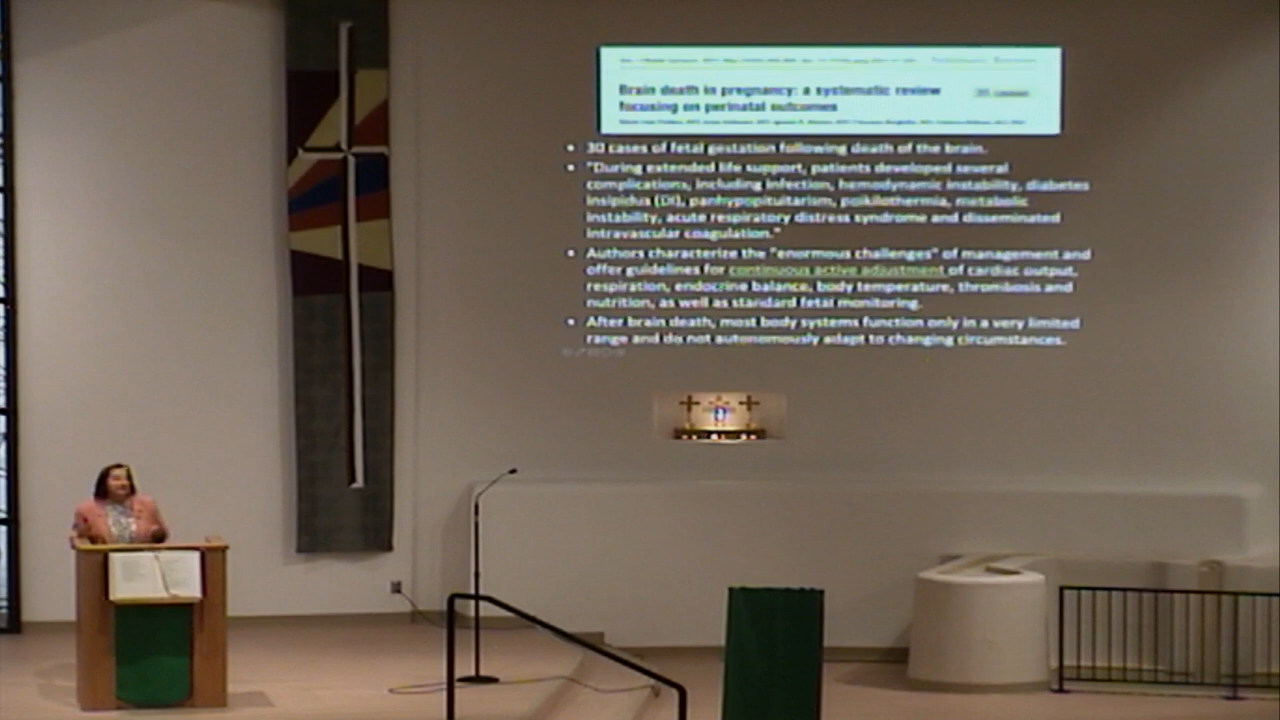 Brain death in pregnancy: a systematic review
focusing on perinatal outcomes
• 30 cases of fetal gestation following death of the brain.
• "During extended life support, patients developed several
complications, including infection, hemodynamic instability, diabetes
insipidus (DI), panhypopituitarism, poikilothermia, metabolic
instability, acute respiratory distress syndrome and disseminated
intravascular coagulation."
• Authors characterize the "enormous challenges" of management and
offer guidelines for continuous active adjustment of cardiac output,
respiration, endocrine balance, body temperature, thrombosis and
nutrition, as well as standard fetal monitoring.
• After brain death, most body systems function only in a very limited
range and do not autonomously adapt to changing circumstances.